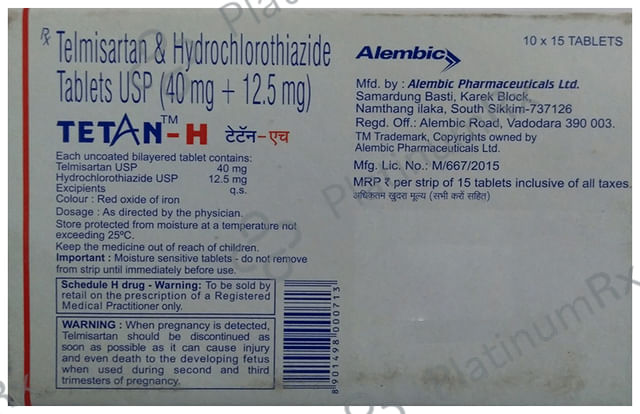 Rx Telmisartan & Hydrochlorothiazide
Tablets USP (40 mg + 12.5 mg)
TETAN™-H टेटॅन-एच
Each uncoated bilayered tablet contains:
Telmisartan USP 40 mg
Hydrochlorothiazide USP 12.5 mg
Excipients q.s.
Colour : Red oxide of iron
Dosage : As directed by the physician.
Store protected from moisture at a temperature not
exceeding 25ºC.
Keep the medicine out of reach of children.
Important : Moisture sensitive tablets - do not remove
from strip until immediately before use.
Schedule H drug - Warning: To be sold by
retail on the prescription of a Registered
Medical Practitioner only.
WARNING : When pregnancy is detected,
Telmisartan should be discontinued as
soon as possible as it can cause injury
and even death to the developing fetus
when used during second and third
trimesters of pregnancy.
8901498000713
Alembic
10 x 15 TABLETS
Mfd. by : Alembic Pharmaceuticals Ltd.
Samardung Basti, Karek Block,
Namthang ilaka, South Sikkim-737126
Regd. Off.: Alembic Road, Vadodara 390 003.
TM Trademark, Copyrights owned by
Alembic Pharmaceuticals Ltd.
Mfg. Lic. No.: M/667/2015
MRP ₹ per strip of 15 tablets inclusive of all taxes.
अधिकतम खुदरा मूल्य (सभी करों सहित)
PlatinumRx